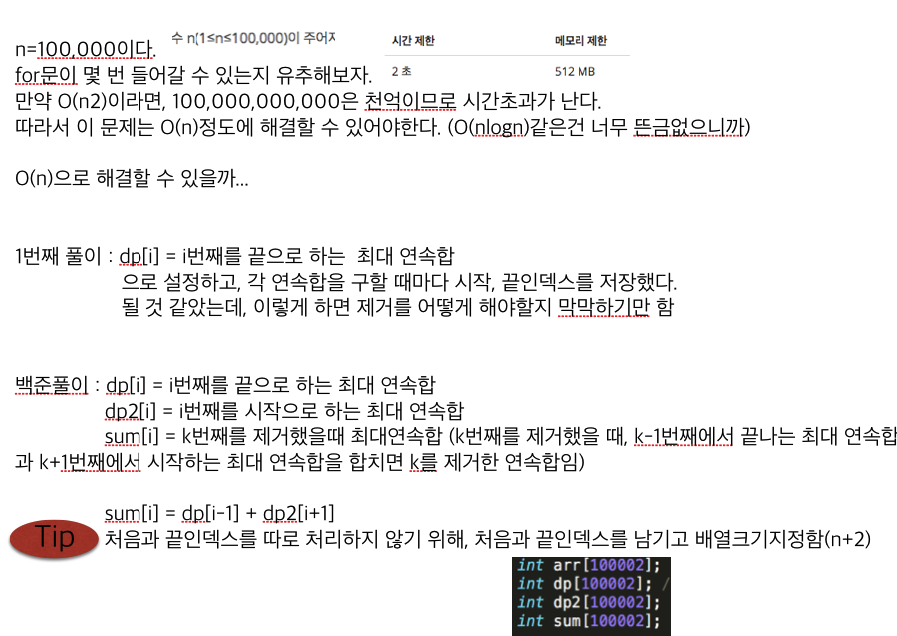 수 n(1≤n≤100,000)이 주어지
시간 제한 메모리 제한
n=100,000이다.
2 초 512 MB
for문이 몇 번 들어갈 수 있는지 유추해보자.
만약 O(n2)이라면, 100,000,000,000은 천억이므로 시간초과가 난다.
따라서 이 문제는 O(n)정도에 해결할 수 있어야한다. (O(nlogn)같은건 너무 뜬금없으니까)
O(n)으로 해결할 수 있을까...
1번째 풀이 : dp[i] = i번째를 끝으로 하는 최대 연속합
으로 설정하고, 각 연속합을 구할 때마다 시작, 끝인덱스를 저장했다.
될 것 같았는데, 이렇게 하면 제거를 어떻게 해야할지 막막하기만 함
백준풀이 : dp[i] = i번째를 끝으로 하는 최대 연속합
dp2[i] = i번째를 시작으로 하는 최대 연속합
sum[i] = k번째를 제거했을때 최대연속합 (k번째를 제거했을 때, k-1번째에서 끝나는 최대 연속합
과 k+1번째에서 시작하는 최대 연속합을 합치면 k를 제거한 연속합임)
sum[i] = dp[i-1] + dp2[i+1]
Tip 처음과 끝인덱스를 따로 처리하지 않기 위해, 처음과 끝인덱스를 남기고 배열크기지정함(n+2)
int arr[100002];
int dp[100002]; /
int dp2[100002];
int sum[100002];